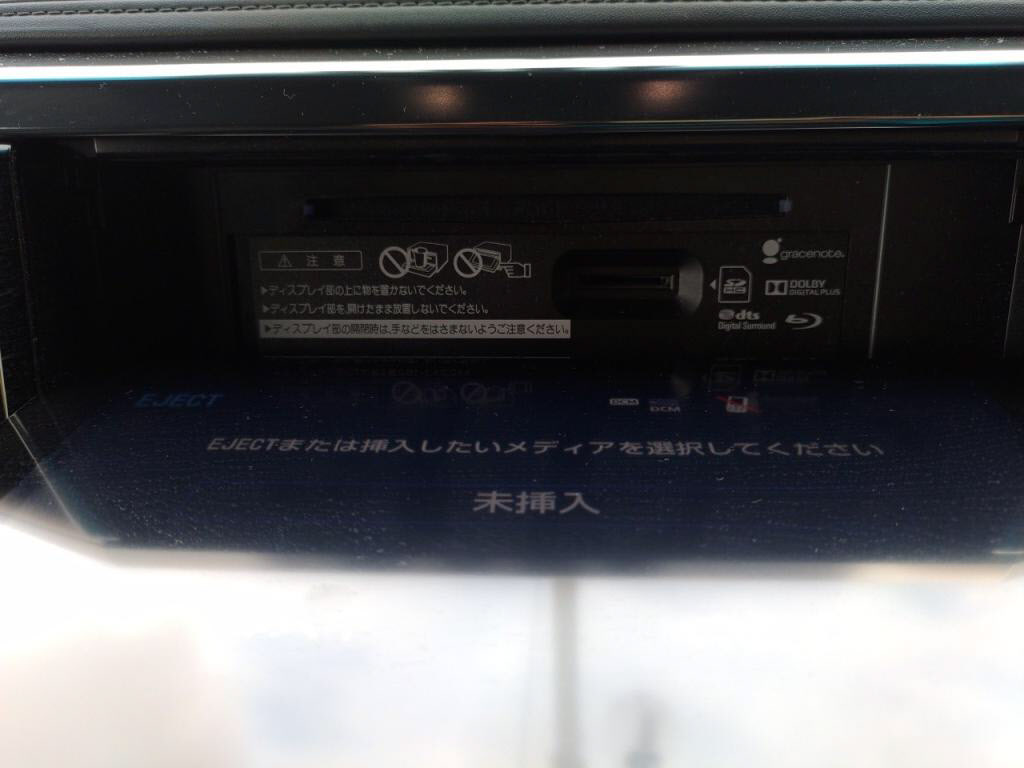 注意
▶ディスプレイ部の上に物を置かないでください。
▶ディスプレイ部を、開けたまま放置しないでください。
▶ディスプレイ部の開閉時は、手などをはさまないようご注意ください。
gracenote.
SD
HC
DOLBY
DIGITAL PLUS
dts
Digital Surround
EJECT
DCM
DCM
EJECTまたは挿入したいメディアを選択してください
未挿入